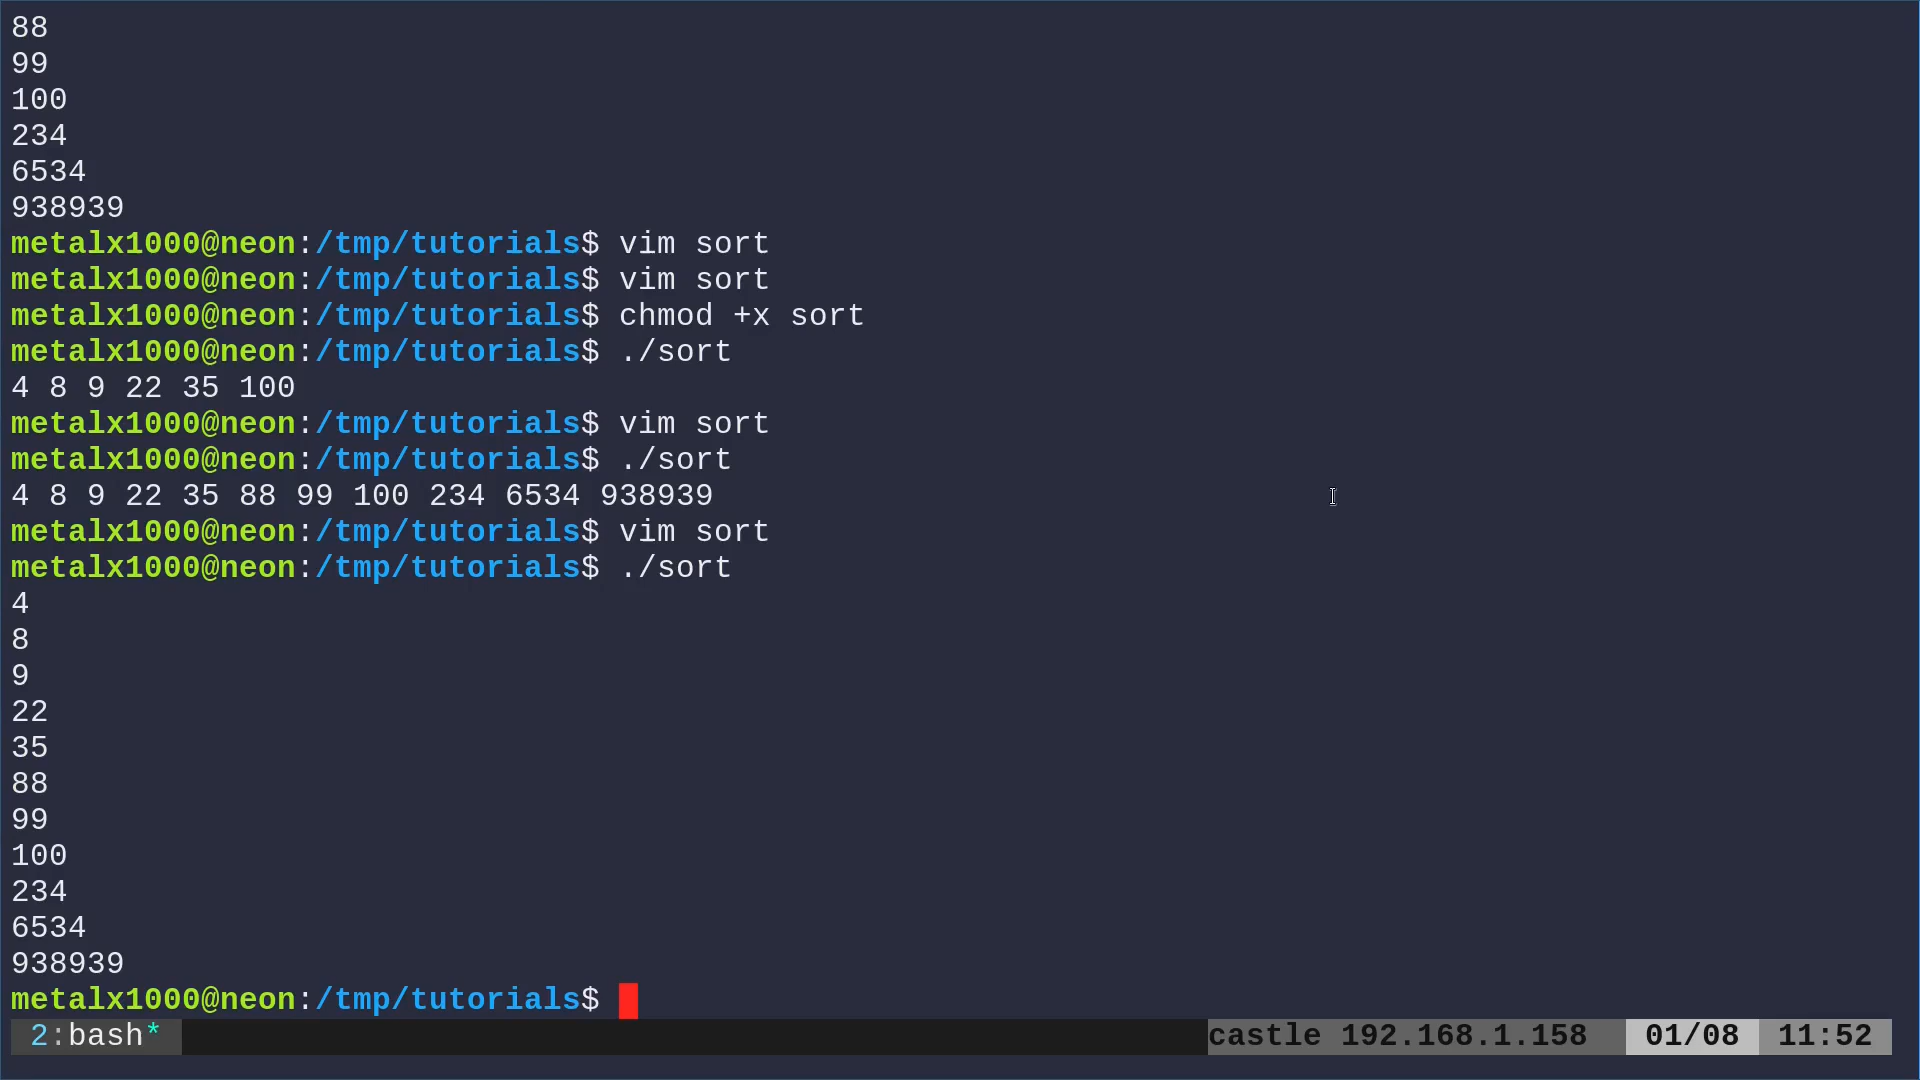 88
99
100
234
6534
938939
metalx1000@neon:/tmp/tutorials$ vim sort
metalx1000@neon:/tmp/tutorials$ vim sort
metalx1000@neon:/tmp/tutorials$ chmod +x sort
metalx1000@neon:/tmp/tutorials$ ./sort
4 8 9 22 35 100
metalx1000@neon:/tmp/tutorials$ vim sort
metalx1000@neon:/tmp/tutorials$ ./sort
4 8 9 22 35 88 99 100 234 6534 938939
metalx1000@neon:/tmp/tutorials$ vim sort
metalx1000@neon:/tmp/tutorials$ ./sort
4
8
9
22
35
88
99
100
234
6534
938939
metalx1000@neon:/tmp/tutorials$
2:bash* castle 192.168.1.158 01/08 11:52